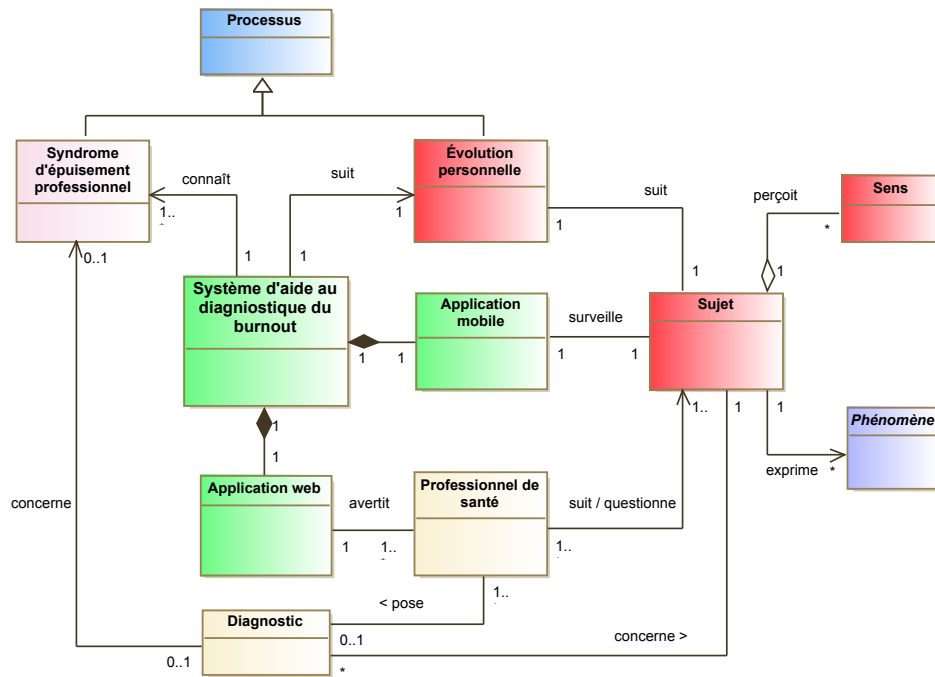 Processus
Syndrome
d'épuisement
professionnel
Évolution
personnelle
Sens
connaît
suit
suit
perçoit
1..
*
1
1
*
0..1
1
1
1
1
1
Système d'aide au
diagniostique du
burnout
Application
mobile
surveille
Sujet
1
1
1
1
1
1..
1
1
Phénomène
1
exprime
*
Application web
avertit
Professionnel de
santé
suit / questionne
concerne
1
1..
*
1..
*
< pose
1..
*
Diagnostic
0..1
concerne >
0..1
*